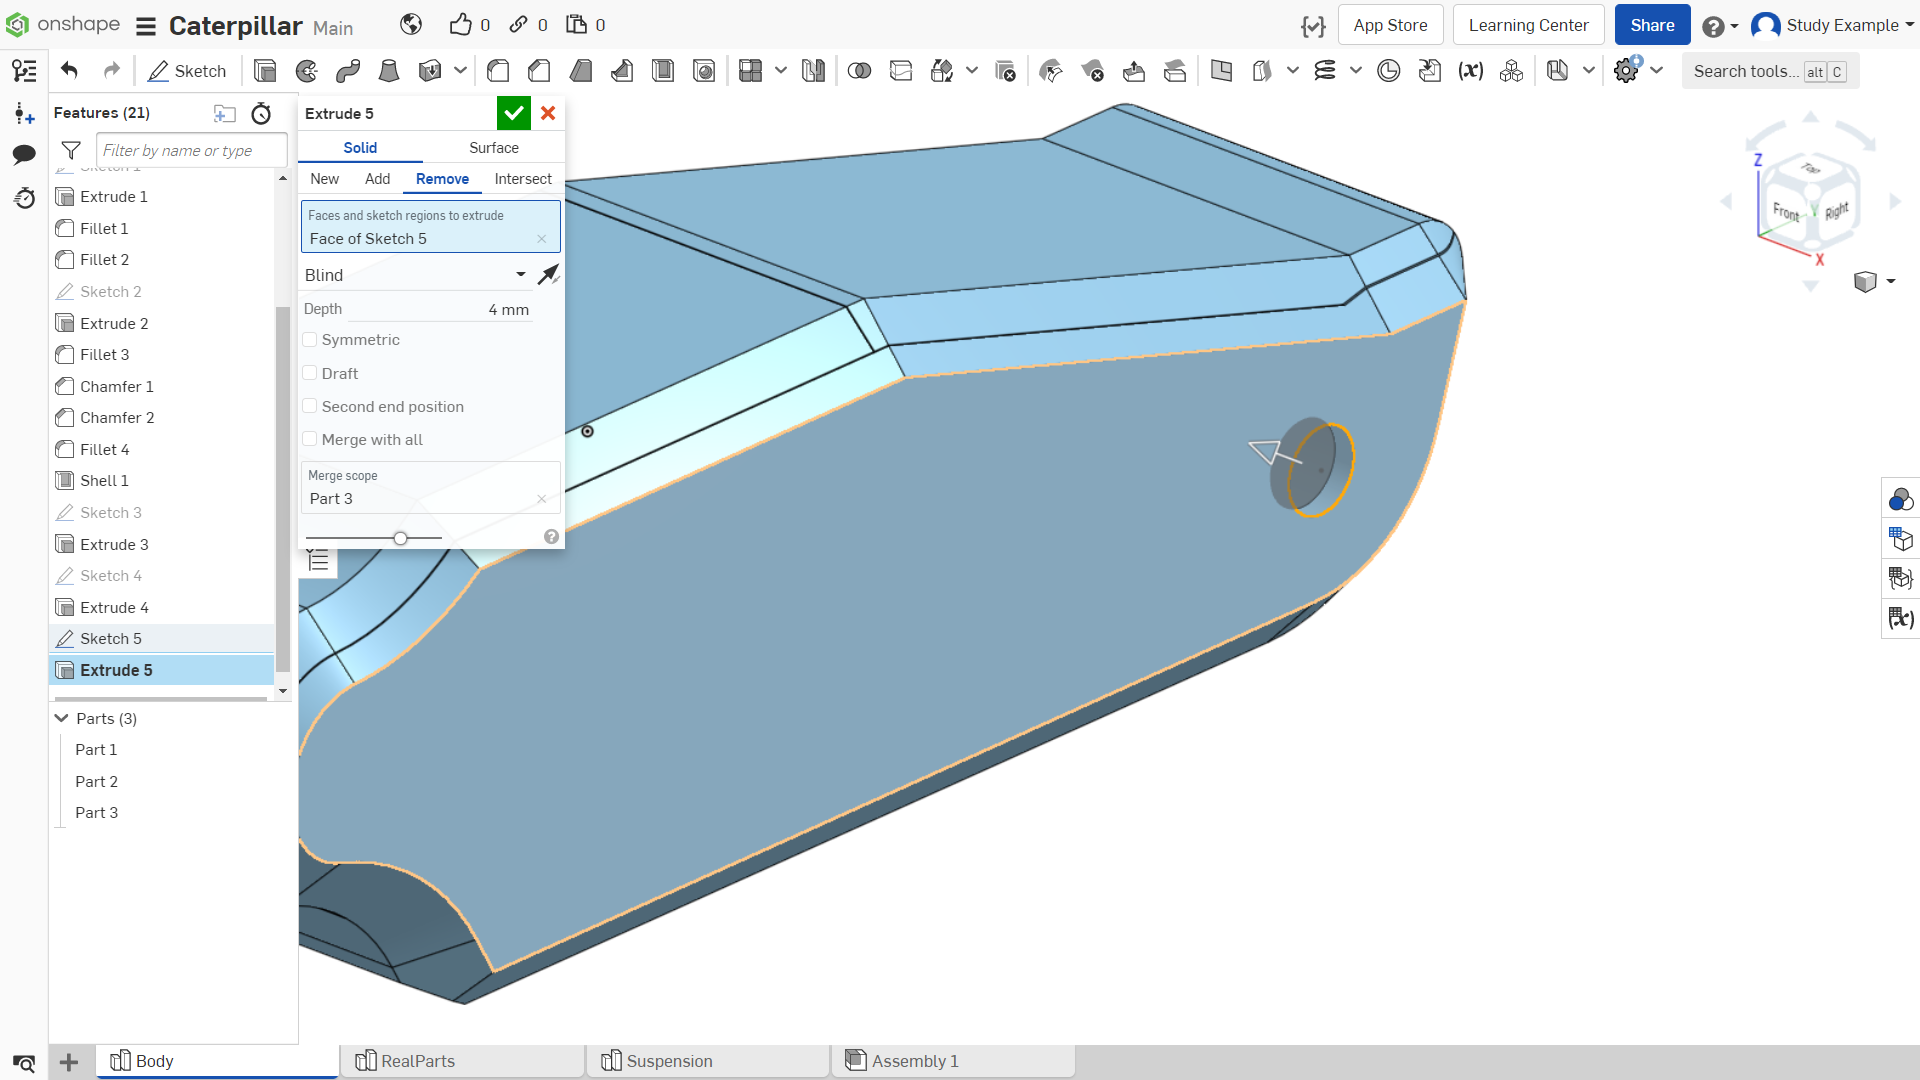 onshape Caterpillar Main 0 0 0 App Store Learning Center Share Study Example
Sketch Search tools... alt C
Features (21)
Filter by name or type
Extrude 1
Fillet 1
Fillet 2
Sketch 2
Extrude 2
Fillet 3
Chamfer 1
Chamfer 2
Fillet 4
Shell 1
Sketch 3
Extrude 3
Sketch 4
Extrude 4
Sketch 5
Extrude 5
Parts (3)
Part 1
Part 2
Part 3
Extrude 5
Solid Surface
New Add Remove Intersect
Faces and sketch regions to extrude
Face of Sketch 5
Blind
Depth 4 mm
Symmetric
Draft
Second end position
Merge with all
Merge scope
Part 3
Z
Top
Front Y Right
X
Body RealParts Suspension Assembly 1